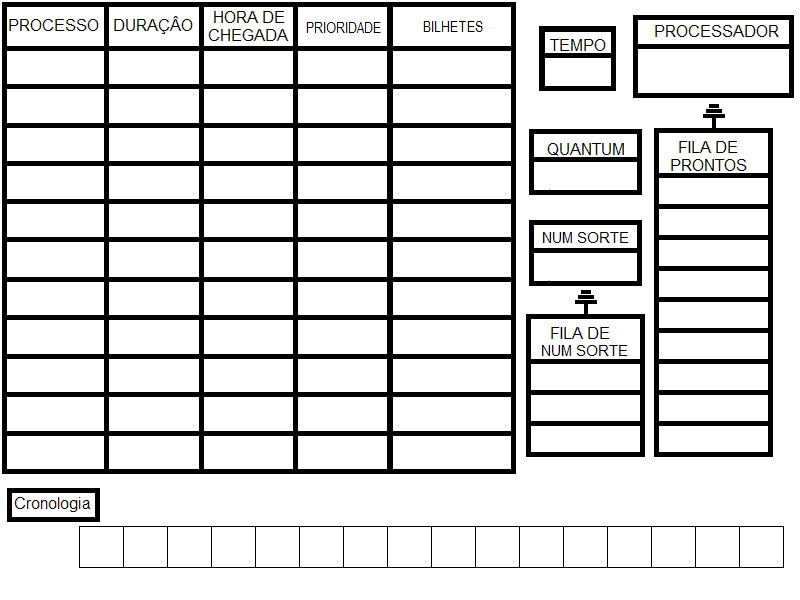 PROCESSO DURAÇÂO HORA DE CHEGADA PRIORIDADE BILHETES
TEMPO
PROCESSADOR
QUANTUM
FILA DE
PRONTOS
NUM SORTE
FILA DE
NUM SORTE
Cronologia